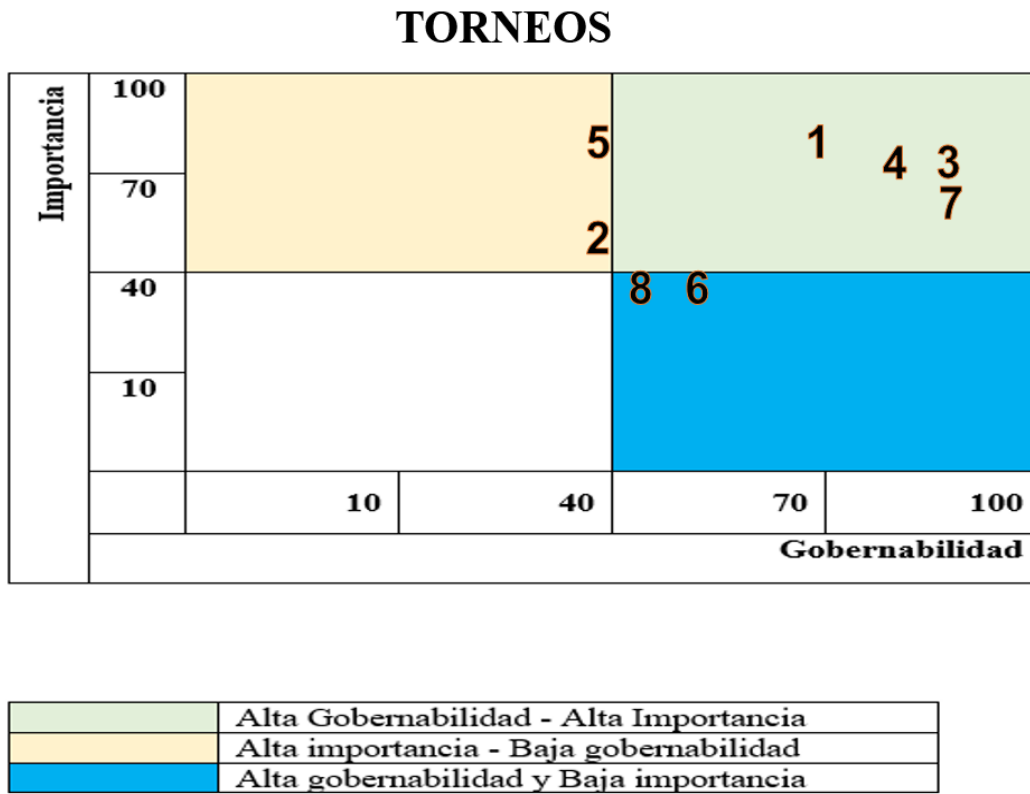 TORNEOS
Importancia
100
5 1
4 3
70
7
2
40
8 6
10
10 40 70 100
Gobernabilidad
Alta Gobernabilidad - Alta Importancia
Alta importancia - Baja gobernabilidad
Alta gobernabilidad y Baja importancia